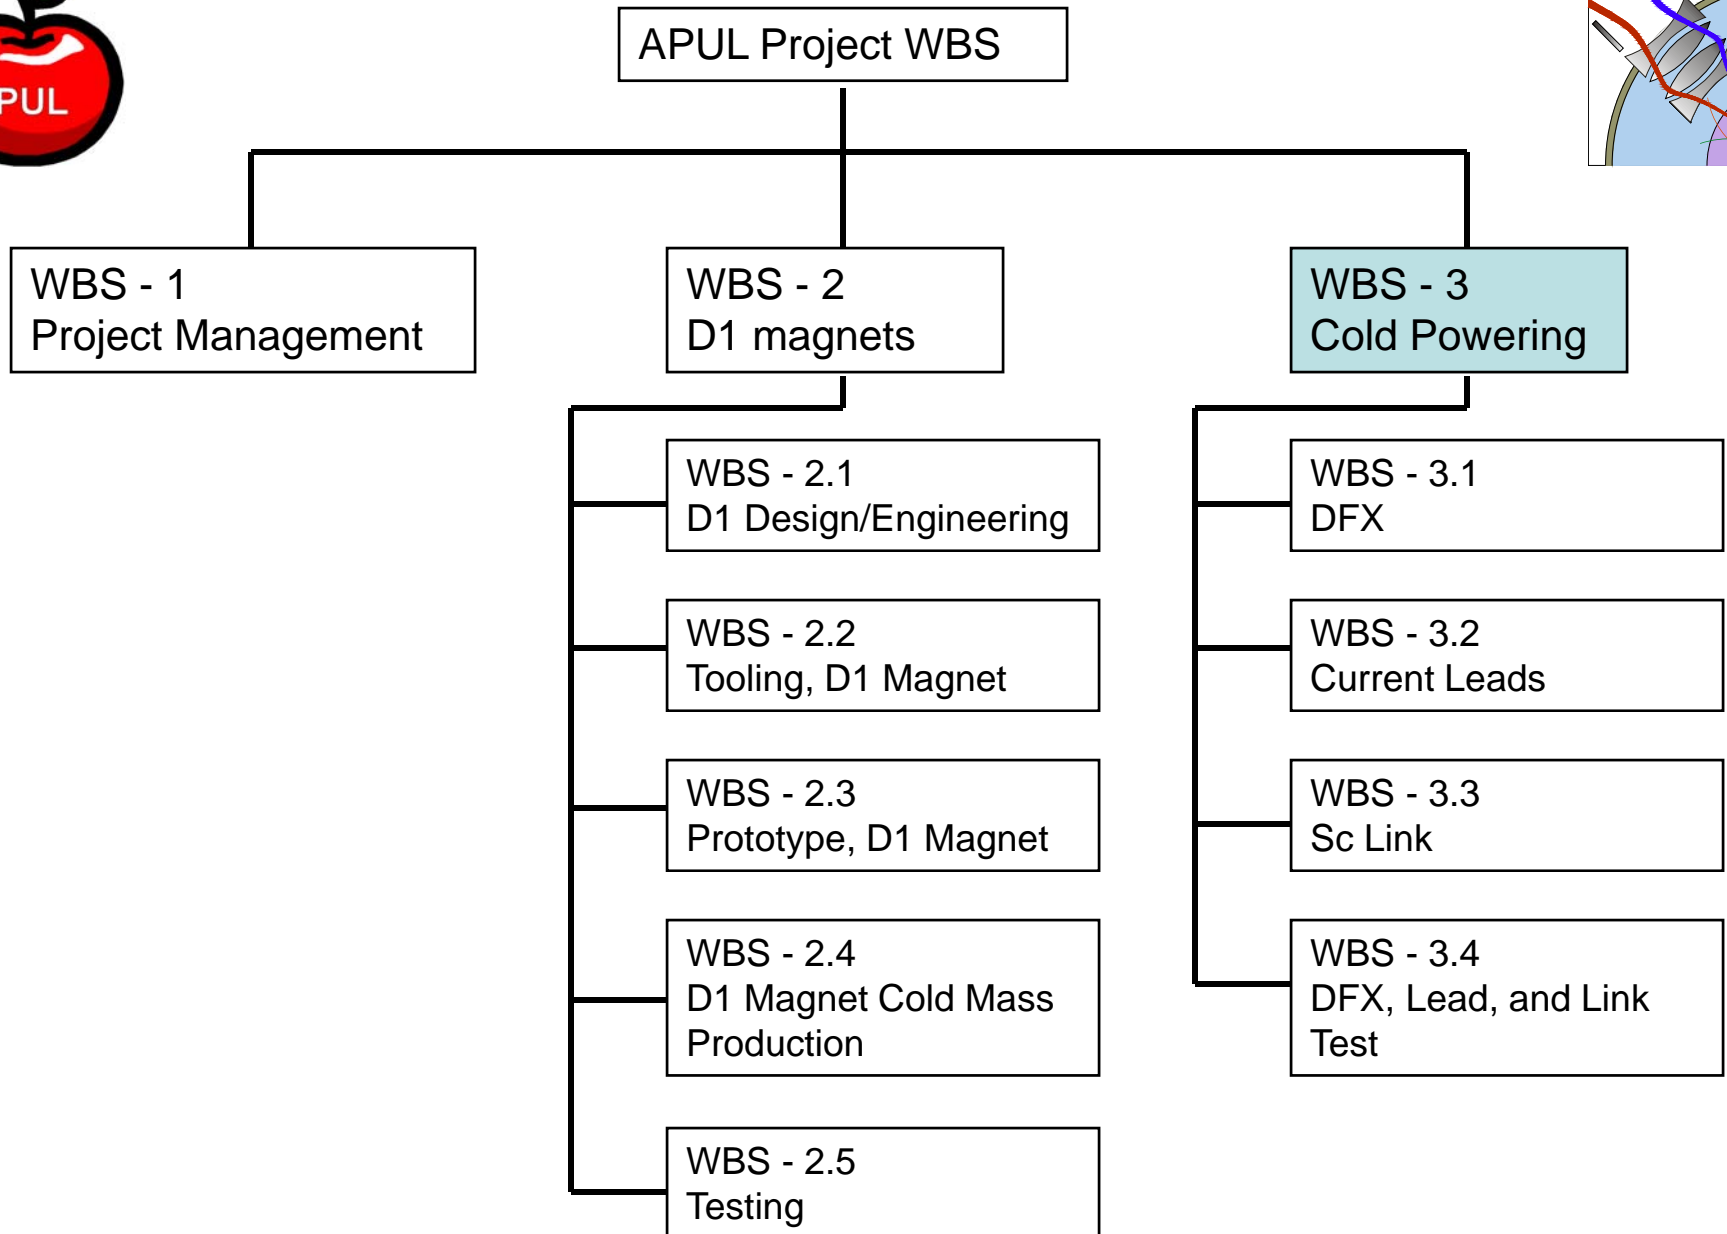 APUL Project WBS
PUL
WBS - 1
Project Management
WBS - 2
D1 magnets
WBS - 3
Cold Powering
WBS - 2.1
D1 Design/Engineering
WBS - 2.2
Tooling, D1 Magnet
WBS - 2.3
Prototype, D1 Magnet
WBS - 2.4
D1 Magnet Cold Mass
Production
WBS - 2.5
Testing
WBS - 3.1
DFX
WBS - 3.2
Current Leads
WBS - 3.3
Sc Link
WBS - 3.4
DFX, Lead, and Link
Test